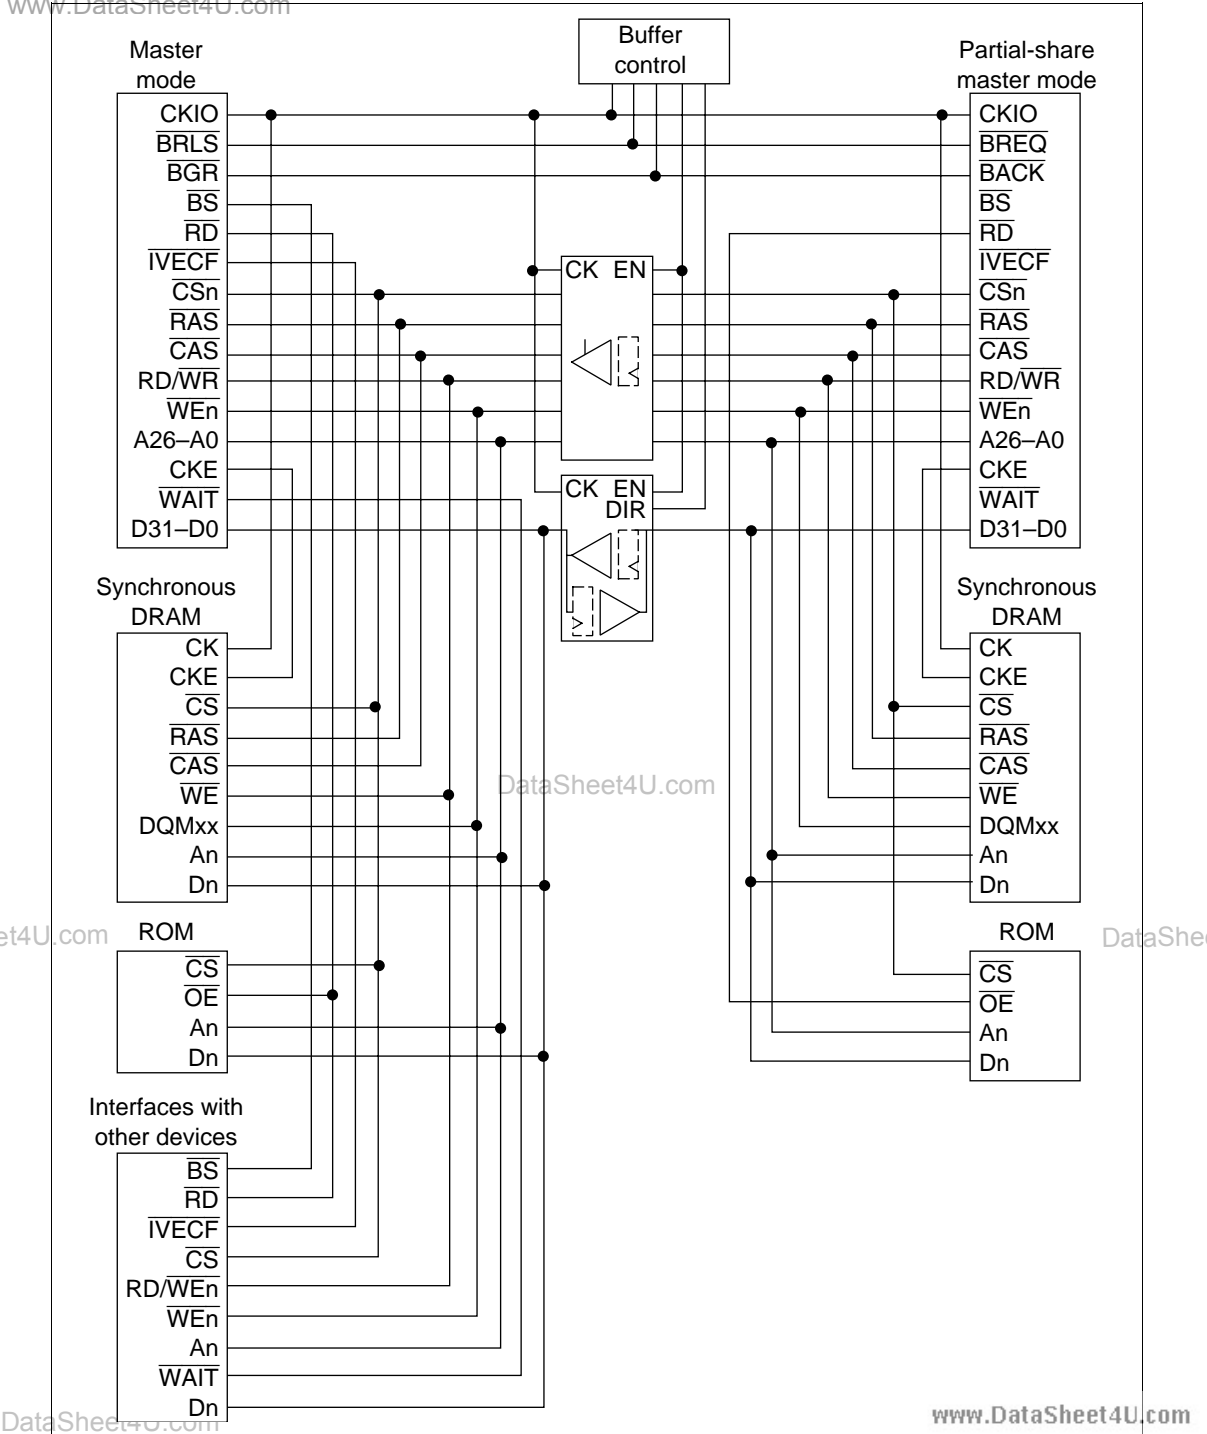 www.DataSheet4U.com
Buffer
control
Master
mode
CKIO
BRLS
BGR
BS
RD
IVECF
CSn
RAS
CAS
RD/WR
WEn
A26–A0
CKE
WAIT
D31–D0
CK EN
CK EN
DIR
Partial-share
master mode
CKIO
BREQ
BACK
BS
RD
IVECF
CSn
RAS
CAS
RD/WR
WEn
A26–A0
CKE
WAIT
D31–D0
Synchronous
DRAM
CK
CKE
CS
RAS
CAS
WE
DQMxx
An
Dn
Synchronous
DRAM
CK
CKE
CS
RAS
CAS
WE
DQMxx
An
Dn
DataSheet4U.com
et4U.com
DataShe
ROM
CS
OE
An
Dn
ROM
CS
OE
An
Dn
Interfaces with
other devices
BS
RD
IVECF
CS
RD/WEn
WEn
An
WAIT
Dn
DataSheet4U.com
www.DataSheet4U.com